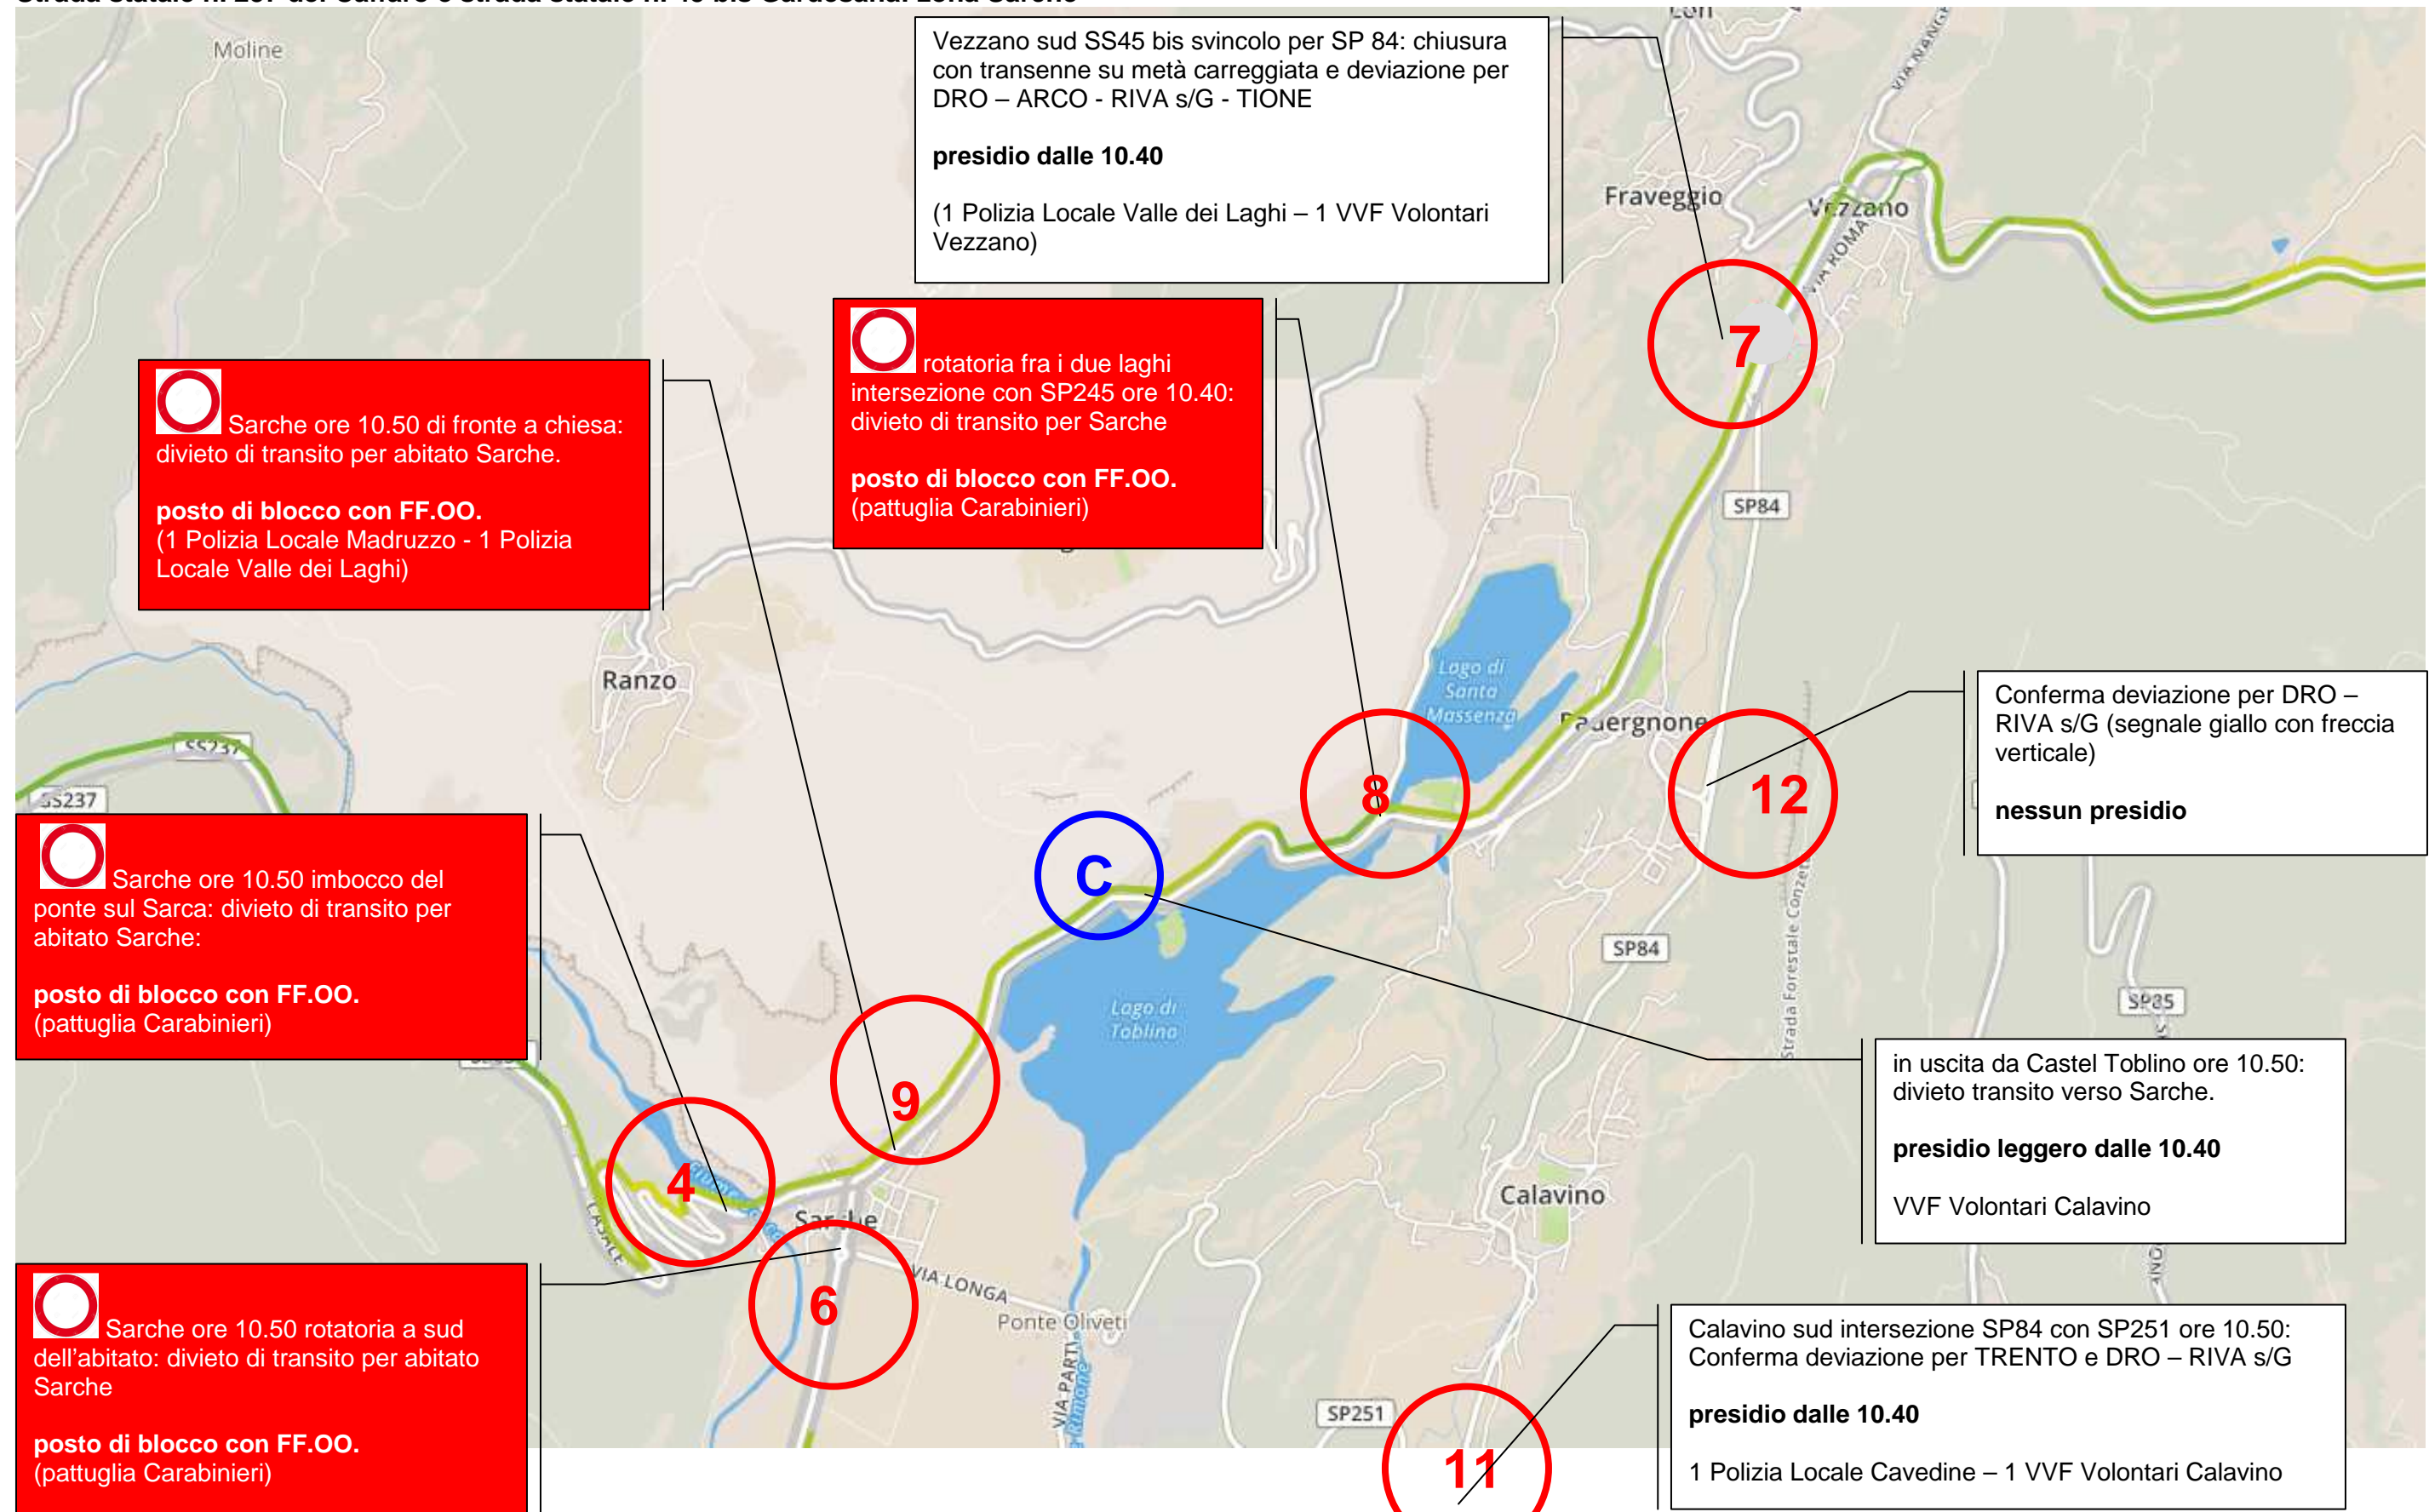 Moline
Vezzano sud SS45 bis svincolo per SP 84: chiusura
con transenne su metà carreggiata e deviazione per
DRO – ARCO - RIVA s/G - TIONE
presidio dalle 10.40
(1 Polizia Locale Valle dei Laghi – 1 VVF Volontari
Vezzano)
Fraveggio
Vezzano
VIA ROMA
7
rotatoria fra i due laghi
intersezione con SP245 ore 10.40:
divieto di transito per Sarche
posto di blocco con FF.OO.
(pattuglia Carabinieri)
Sarche ore 10.50 di fronte a chiesa:
divieto di transito per abitato Sarche.
posto di blocco con FF.OO.
(1 Polizia Locale Madruzzo - 1 Polizia
Locale Valle dei Laghi)
SP84
Ranzo
Lago di
Santa
Massenza
Padergnone
Conferma deviazione per DRO –
RIVA s/G (segnale giallo con freccia
verticale)
nessun presidio
SS237
SS237
8
12
C
Sarche ore 10.50 imbocco del
ponte sul Sarca: divieto di transito per
abitato Sarche:
posto di blocco con FF.OO.
(pattuglia Carabinieri)
SP84
Strada Forestale
SP85
Lago di
Toblino
9
in uscita da Castel Toblino ore 10.50:
divieto transito verso Sarche.
presidio leggero dalle 10.40
VVF Volontari Calavino
4
CASALE
Sarche
Calavino
6
VIA LONGA
Ponte Oliveti
Sarche ore 10.50 rotatoria a sud
dell'abitato: divieto di transito per abitato
Sarche
posto di blocco con FF.OO.
(pattuglia Carabinieri)
Rimone
SP251
11
Calavino sud intersezione SP84 con SP251 ore 10.50:
Conferma deviazione per TRENTO e DRO – RIVA s/G
presidio dalle 10.40
1 Polizia Locale Cavedine – 1 VVF Volontari Calavino